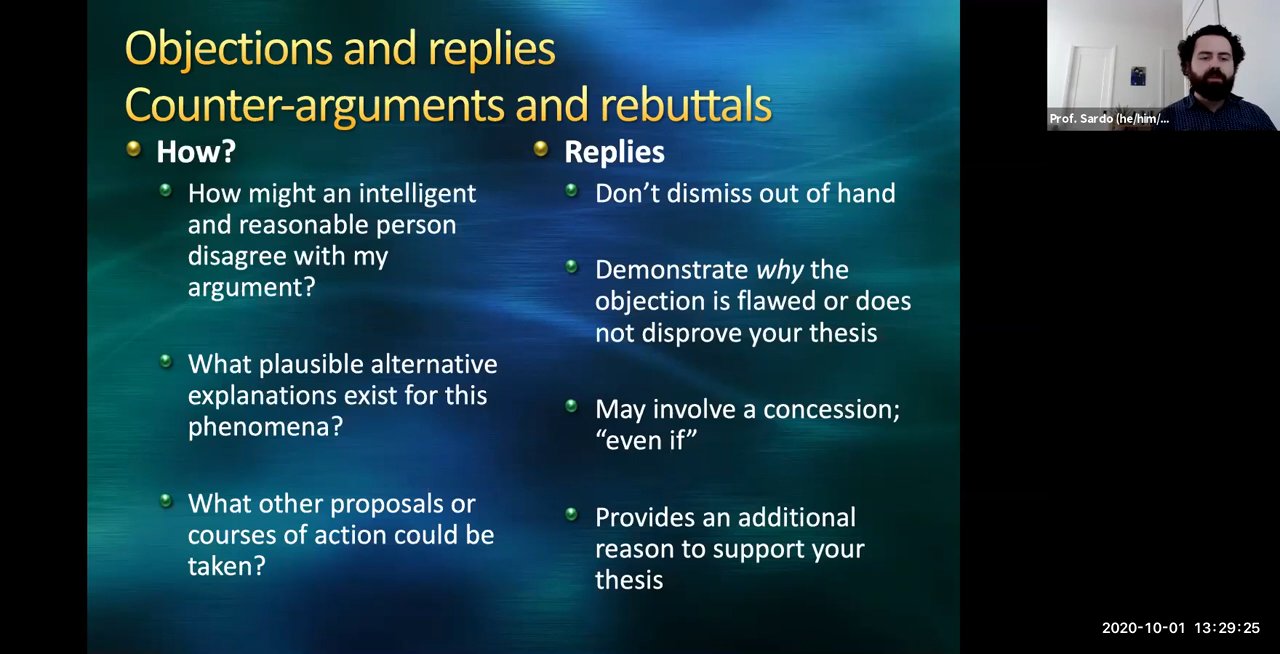 Objections and replies
Counter-arguments and rebuttals
How?
How might an intelligent
and reasonable person
disagree with my
argument?
What plausible alternative
explanations exist for this
phenomena?
What other proposals or
courses of action could be
taken?
Replies
Don’t dismiss out of hand
Demonstrate why the
objection is flawed or does
not disprove your thesis
May involve a concession;
“even if”
Provides an additional
reason to support your
thesis
Prof. Sardo (he/him/...
2020-10-01 13:29:25